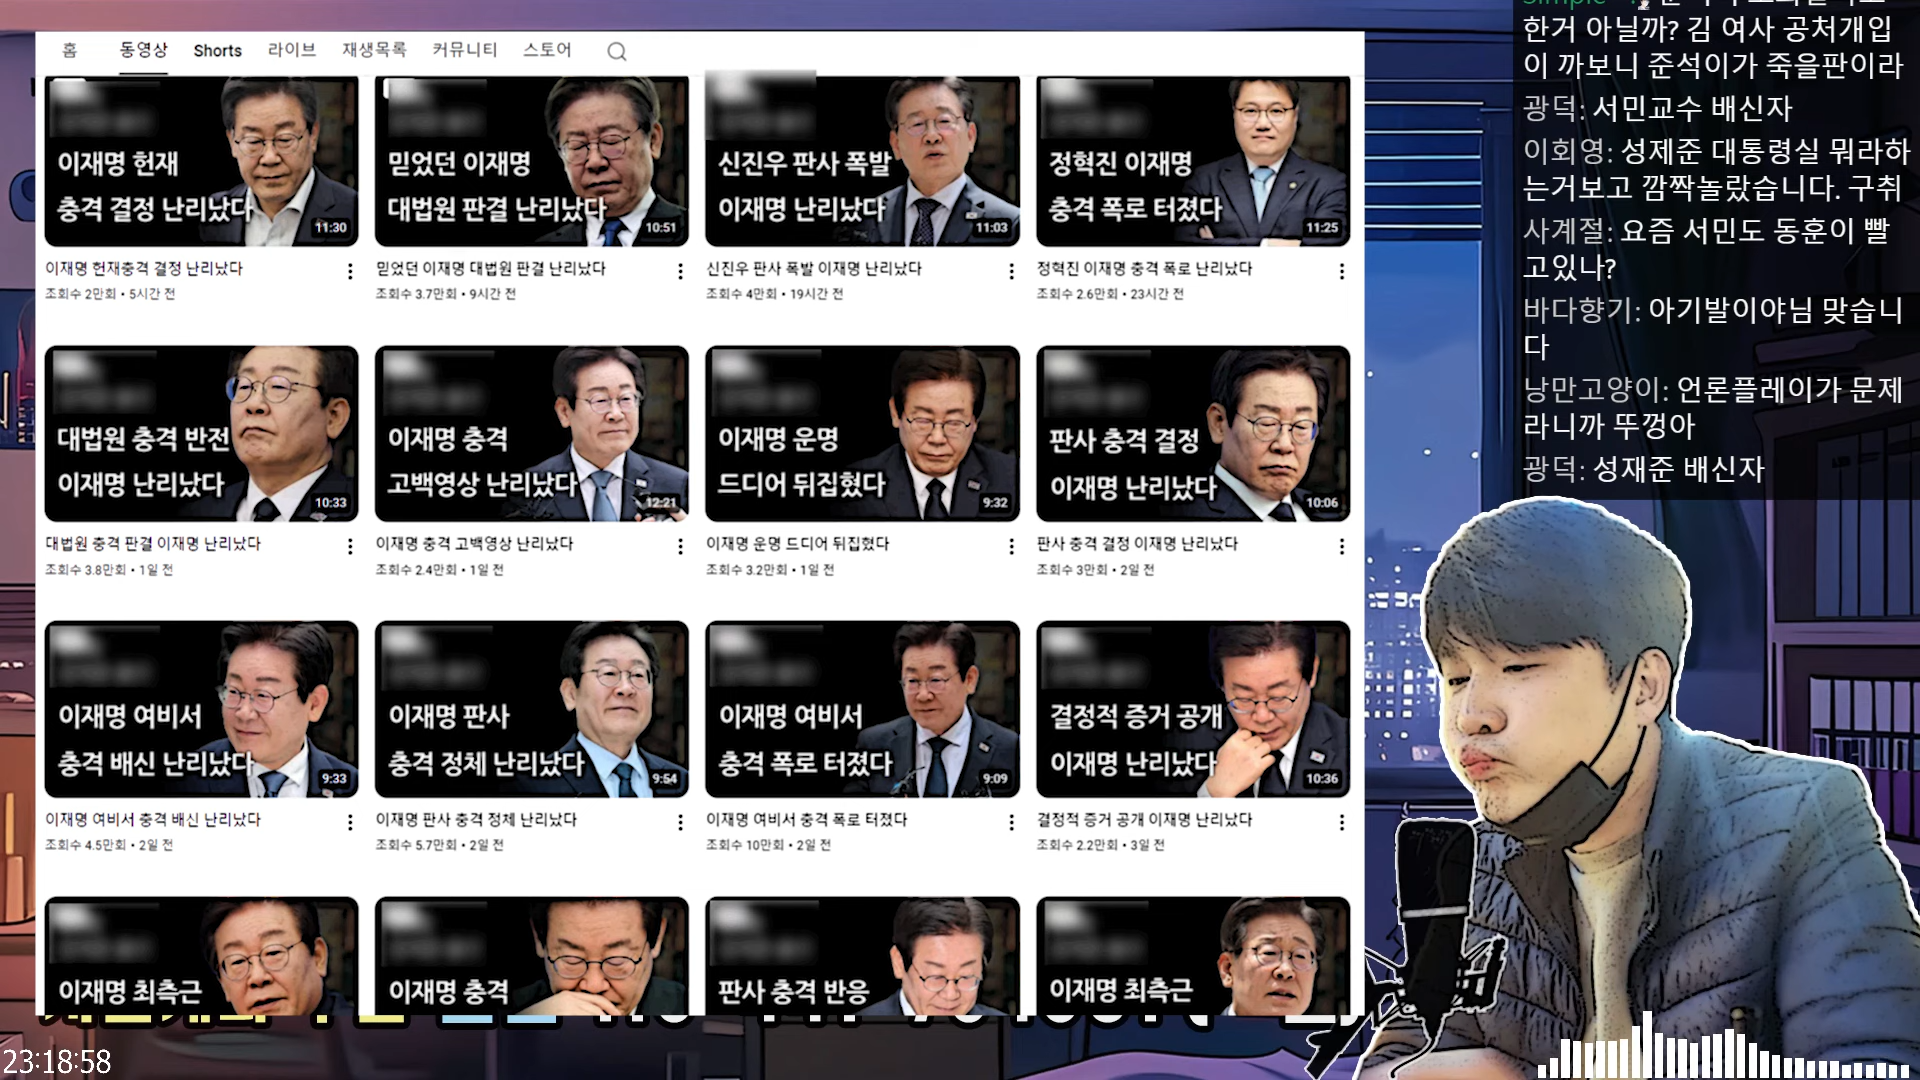 홈 동영상 Shorts 라이브 재생목록 커뮤니티 스토어
이재명 헌재
충격 결정 난리났다
11:30
믿었던 이재명
대법원 판결 난리났다
10:51
신진우 판사 폭발
이재명 난리났다
11:03
정혁진 이재명
충격 폭로 터졌다
11:25
이재명 헌재충격 결정 난리났다
조회수 2만회 • 5시간 전
믿었던 이재명 대법원 판결 난리났다
조회수 3.7만회 • 9시간 전
신진우 판사 폭발 이재명 난리났다
조회수 4만회 • 19시간 전
정혁진 이재명 충격 폭로 난리났다
조회수 2.6만회 • 23시간 전
대법원 충격 반전
이재명 난리났다
10:33
이재명 충격
고백영상 난리났다
12:21
이재명 운명
드디어 뒤집혔다
9:32
판사 충격 결정
이재명 난리났다
10:06
대법원 충격 판결 이재명 난리났다
조회수 3.8만회 • 1일 전
이재명 충격 고백영상 난리났다
조회수 2.4만회 • 1일 전
이재명 운명 드디어 뒤집혔다
조회수 3.2만회 • 1일 전
판사 충격 결정 이재명 난리났다
조회수 3만회 • 2일 전
이재명 여비서
충격 배신 난리났다
9:33
이재명 판사
충격 정체 난리났다
9:54
이재명 여비서
충격 폭로 터졌다
9:09
결정적 증거 공개
이재명 난리났다
10:36
이재명 여비서 충격 배신 난리났다
조회수 4.5만회 • 2일 전
이재명 판사 충격 정체 난리났다
조회수 5.7만회 • 2일 전
이재명 여비서 충격 폭로 터졌다
조회수 10만회 • 2일 전
결정적 증거 공개 이재명 난리났다
조회수 2.2만회 • 3일 전
이재명 최측근
이재명 충격
판사 충격 반응
이재명 최측근
23:18:58
한거 아닐까? 김 여사 공처개입
이 까보니 준석이가 죽을판이라
광덕: 서민교수 배신자
이회영: 성제준 대통령실 뭐라하
는거보고 깜짝놀랐습니다. 구취
사계절: 요즘 서민도 동훈이 빨
고있나?
바다향기: 아기발이야님 맞습니
다
낭만고양이: 언론플레이가 문제
라니까 뚜껑아
광덕: 성재준 배신자